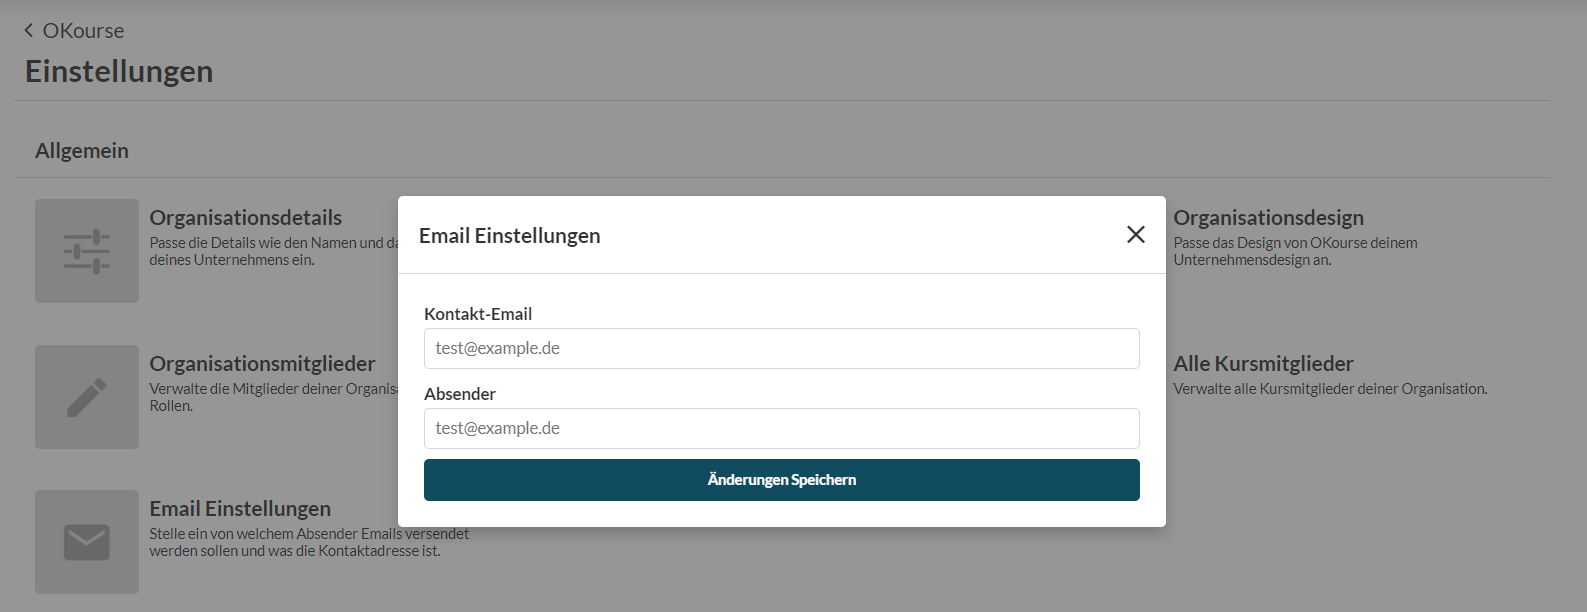 OKourse
Einstellungen
Allgemein
Organisationsdetails
Passe die Details wie den Namen und
deines Unternehmens ein.
Organisationsdesign
Passe das Design von OKourse deinem
Unternehmensdesign an.
Organisationsmitglieder
Verwalte die Mitglieder deiner
Rollen.
Alle Kursmitglieder
Verwalte alle Kursmitglieder deiner Organisation.
Email Einstellungen
Stelle ein von welchem Absender Emails versendet
werden sollen und was die Kontaktadresse ist.
Email Einstellungen
Kontakt-Email
test@example.de
Absender
test@example.de
Änderungen Speichern